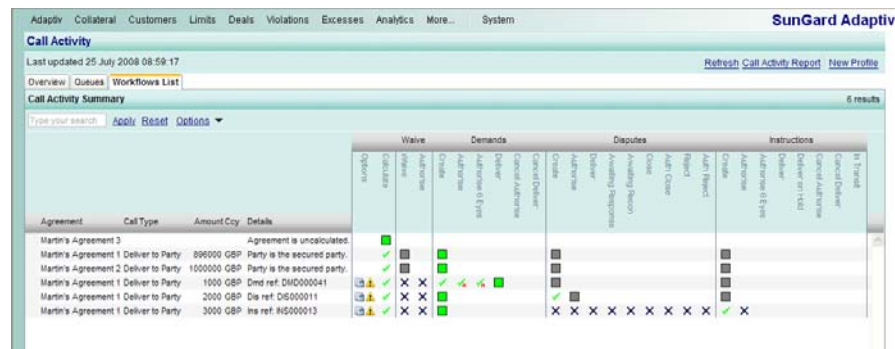 Adaptiv Collateral Customers Limits Deals Violations Excesses Analytics More... System SunGard Adaptiv
Call Activity
Last updated 25 July 2008 08:59:17 Refresh Call Activity Report New Profile
Overview Queues Workflows List
Call Activity Summary 6 results
Type your search Apply Reset Options
Waive Demands Disputes Instructions
Options Calculate Waive Authorise Create Authorise Authorise 6 Eyes Deliver Cancel Authorise Cancel Deliver Create Authorise Deliver Awaiting Response Awaiting Recon Close Auth Close Reject Auth Reject Create Authorise Authorise 6 Eyes Deliver Deliver on Hold Cancel Authorise Cancel Deliver In Transit
Agreement Call Type Amount Ccy Details
Martin's Agreement 3 Agreement is uncalculated.
Martin's Agreement 1 Deliver to Party 896000 GBP Party is the secured party.
Martin's Agreement 2 Deliver to Party 1000000 GBP Party is the secured party.
Martin's Agreement 1 Deliver to Party 1000 GBP Dmd ref: DMD000041
Martin's Agreement 1 Deliver to Party 2000 GBP Dis ref: DIS000011
Martin's Agreement 1 Deliver to Party 3000 GBP Ins ref: INS000013